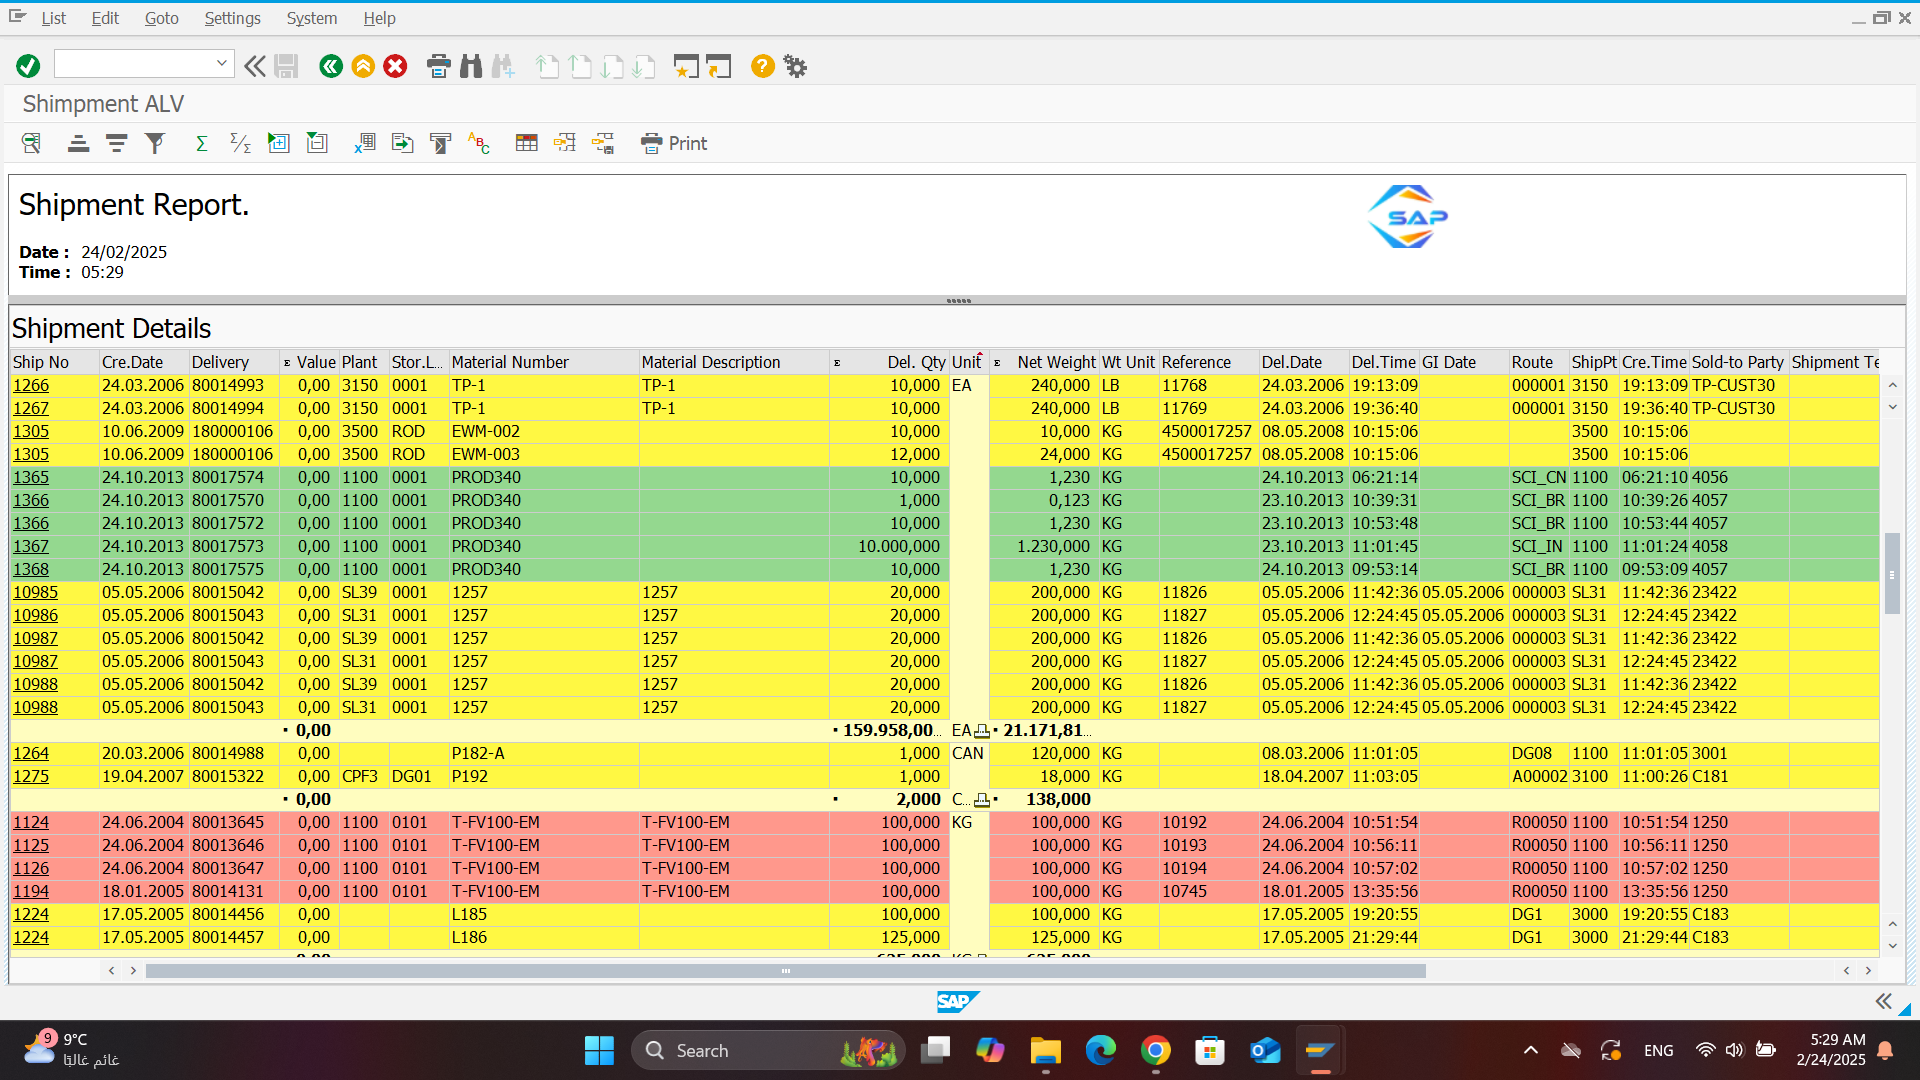 List Edit Goto Settings System Help
Shimpment ALV
Print
Shipment Report.
SAP
Date : 24/02/2025
Time : 05:29
Shipment Details
Ship No Cre.Date Delivery Σ Value Plant Stor.L... Material Number Material Description Σ Del. Qty Unit Σ Net Weight Wt Unit Reference Del.Date Del.Time GI Date Route ShipPt Cre.Time Sold-to Party Shipment Te
1266 24.03.2006 80014993 0,00 3150 0001 TP-1 TP-1 10,000 EA 240,000 LB 11768 24.03.2006 19:13:09 000001 3150 19:13:09 TP-CUST30
1267 24.03.2006 80014994 0,00 3150 0001 TP-1 TP-1 10,000 240,000 LB 11769 24.03.2006 19:36:40 000001 3150 19:36:40 TP-CUST30
1305 10.06.2009 180000106 0,00 3500 ROD EWM-002 10,000 10,000 KG 4500017257 08.05.2008 10:15:06 3500 10:15:06
1305 10.06.2009 180000106 0,00 3500 ROD EWM-003 12,000 24,000 KG 4500017257 08.05.2008 10:15:06 3500 10:15:06
1365 24.10.2013 80017574 0,00 1100 0001 PROD340 10,000 1,230 KG 24.10.2013 06:21:14 SCI_CN 1100 06:21:10 4056
1366 24.10.2013 80017570 0,00 1100 0001 PROD340 1,000 0,123 KG 23.10.2013 10:39:31 SCI_BR 1100 10:39:26 4057
1366 24.10.2013 80017572 0,00 1100 0001 PROD340 10,000 1,230 KG 23.10.2013 10:53:48 SCI_BR 1100 10:53:44 4057
1367 24.10.2013 80017573 0,00 1100 0001 PROD340 10.000,000 1.230,000 KG 23.10.2013 11:01:45 SCI_IN 1100 11:01:24 4058
1368 24.10.2013 80017575 0,00 1100 0001 PROD340 10,000 1,230 KG 24.10.2013 09:53:14 SCI_BR 1100 09:53:09 4057
10985 05.05.2006 80015042 0,00 SL39 0001 1257 1257 20,000 200,000 KG 11826 05.05.2006 11:42:36 05.05.2006 000003 SL31 11:42:36 23422
10986 05.05.2006 80015043 0,00 SL31 0001 1257 1257 20,000 200,000 KG 11827 05.05.2006 12:24:45 05.05.2006 000003 SL31 12:24:45 23422
10987 05.05.2006 80015042 0,00 SL39 0001 1257 1257 20,000 200,000 KG 11826 05.05.2006 11:42:36 05.05.2006 000003 SL31 11:42:36 23422
10987 05.05.2006 80015043 0,00 SL31 0001 1257 1257 20,000 200,000 KG 11827 05.05.2006 12:24:45 05.05.2006 000003 SL31 12:24:45 23422
10988 05.05.2006 80015042 0,00 SL39 0001 1257 1257 20,000 200,000 KG 11826 05.05.2006 11:42:36 05.05.2006 000003 SL31 11:42:36 23422
10988 05.05.2006 80015043 0,00 SL31 0001 1257 1257 20,000 200,000 KG 11827 05.05.2006 12:24:45 05.05.2006 000003 SL31 12:24:45 23422
▪ 0,00 ▪ 159.958,00... EA ▪ 21.171,81...
1264 20.03.2006 80014988 0,00 P182-A 1,000 CAN 120,000 KG 08.03.2006 11:01:05 DG08 1100 11:01:05 3001
1275 19.04.2007 80015322 0,00 CPF3 DG01 P192 1,000 18,000 KG 18.04.2007 11:03:05 A00002 3100 11:00:26 C181
▪ 0,00 ▪ 2,000 C... ▪ 138,000
1124 24.06.2004 80013645 0,00 1100 0101 T-FV100-EM T-FV100-EM 100,000 KG 100,000 KG 10192 24.06.2004 10:51:54 R00050 1100 10:51:54 1250
1125 24.06.2004 80013646 0,00 1100 0101 T-FV100-EM T-FV100-EM 100,000 100,000 KG 10193 24.06.2004 10:56:11 R00050 1100 10:56:11 1250
1126 24.06.2004 80013647 0,00 1100 0101 T-FV100-EM T-FV100-EM 100,000 100,000 KG 10194 24.06.2004 10:57:02 R00050 1100 10:57:02 1250
1194 18.01.2005 80014131 0,00 1100 0101 T-FV100-EM T-FV100-EM 100,000 100,000 KG 10745 18.01.2005 13:35:56 R00050 1100 13:35:56 1250
1224 17.05.2005 80014456 0,00 L185 100,000 100,000 KG 17.05.2005 19:20:55 DG1 3000 19:20:55 C183
1224 17.05.2005 80014457 0,00 L186 125,000 125,000 KG 17.05.2005 21:29:44 DG1 3000 21:29:44 C183
SAP
9
9°C
غائم غالبًا
Search
ENG
5:29 AM
2/24/2025